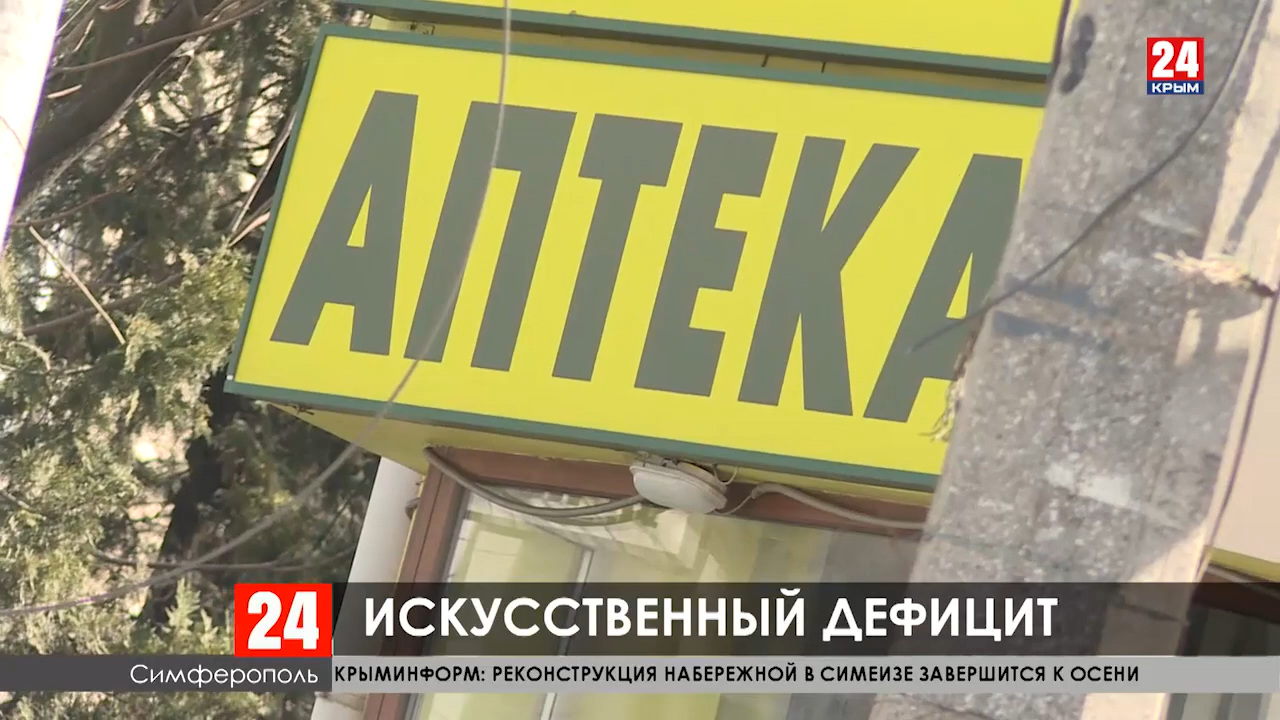 24
КРЫМ
АПТЕКА
24 ИСКУССТВЕННЫЙ ДЕФИЦИТ
Симферополь
КРЫМИНФОРМ: РЕКОНСТРУКЦИЯ НАБЕРЕЖНОЙ В СИМЕИЗЕ ЗАВЕРШИТСЯ К ОСЕНИ